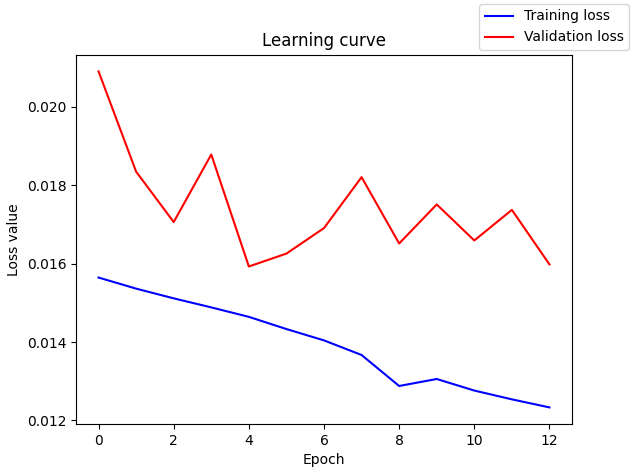 Training loss
Validation loss
Learning curve
0.020
0.018
0.016
0.014
0.012
Loss value
0 2 4 6 8 10 12
Epoch